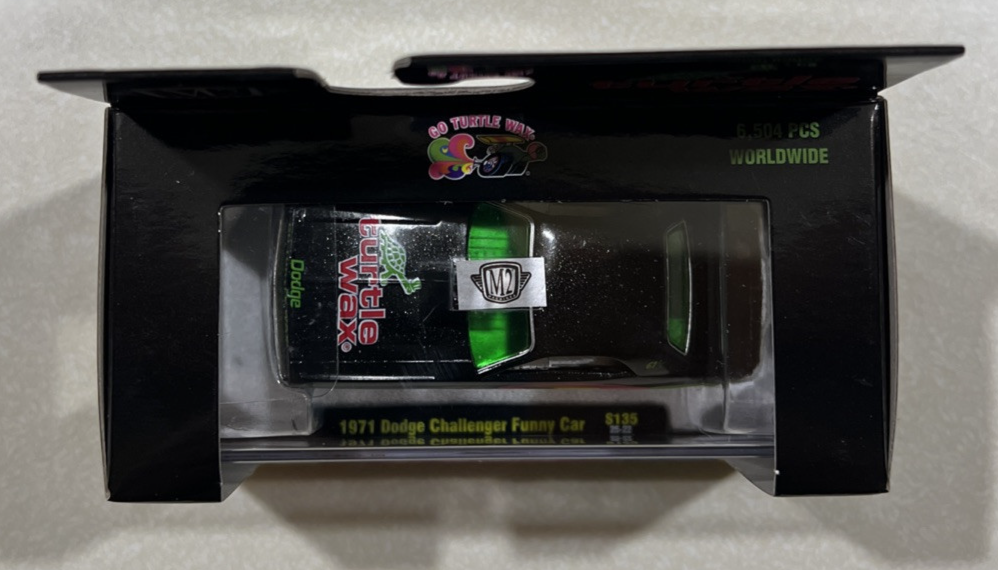 GO TURTLE WAX
6,504 PCS
WORLDWIDE
turtle
wax®
Dodge
M2
1971 Dodge Challenger Funny Car
S135